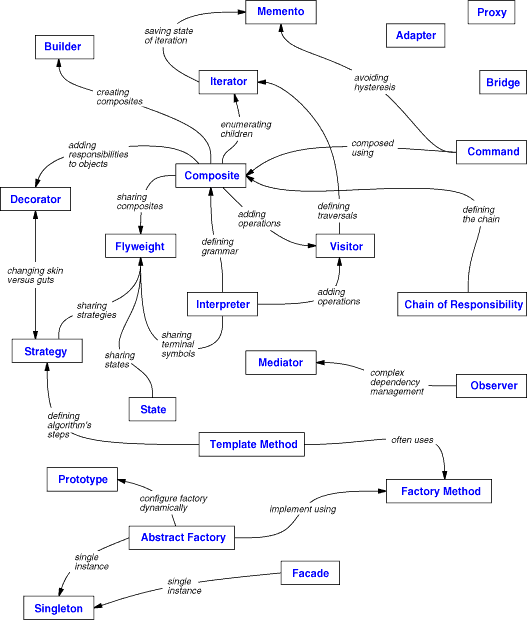 Memento
Proxy
saving state
of iteration
Adapter
Builder
avoiding
hysteresis
Iterator
Bridge
creating
composites
enumerating
children
adding
responsibilities
to objects
composed
using
Command
Composite
Decorator
sharing
composites
adding
operations
defining
traversals
defining
the chain
Flyweight
defining
grammar
Visitor
changing skin
versus guts
adding
operations
Interpreter
Chain of Responsibility
sharing
strategies
sharing
terminal
symbols
Strategy
sharing
states
Mediator
complex
dependency
management
Observer
State
defining
algorithm's
steps
Template Method
often uses
Prototype
configure factory
dynamically
Factory Method
implement using
Abstract Factory
single
instance
Facade
single
instance
Singleton